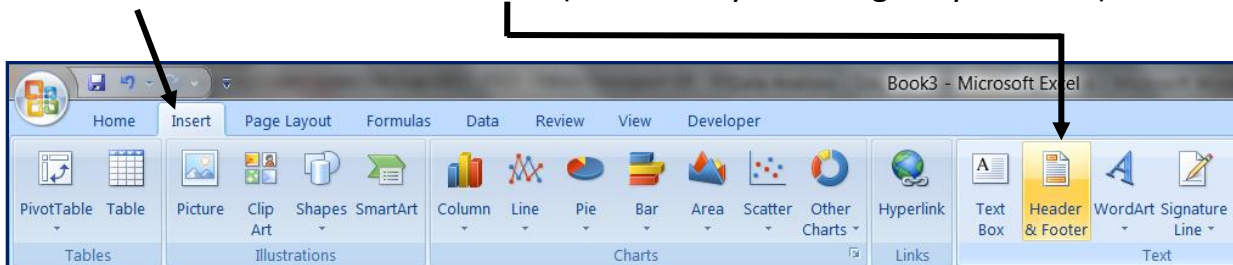 Book3 - Microsoft Excel
Home Insert Page Layout Formulas Data Review View Developer
PivotTable Table Picture Clip Art Shapes SmartArt Column Line Pie Bar Area Scatter Other Charts Hyperlink Text Box Header & Footer WordArt Signature Line
Tables Illustrations Charts Links Text